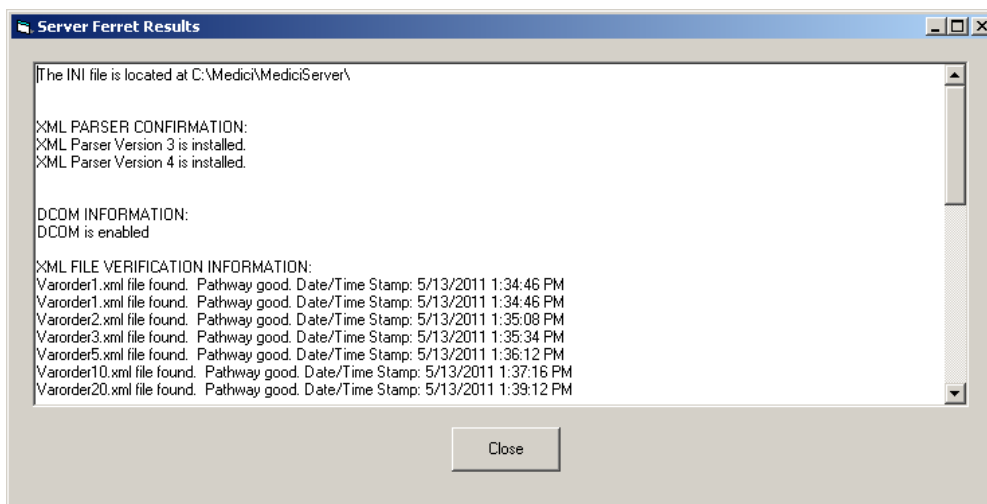 Server Ferret Results
The INI file is located at C:\Medici\MediciServer\
XML PARSER CONFIRMATION:
XML Parser Version 3 is installed.
XML Parser Version 4 is installed.
DCOM INFORMATION:
DCOM is enabled
XML FILE VERIFICATION INFORMATION:
Varorder1.xml file found.  Pathway good. Date/Time Stamp: 5/13/2011 1:34:46 PM
Varorder1.xml file found.  Pathway good. Date/Time Stamp: 5/13/2011 1:34:46 PM
Varorder2.xml file found.  Pathway good. Date/Time Stamp: 5/13/2011 1:35:08 PM
Varorder3.xml file found.  Pathway good. Date/Time Stamp: 5/13/2011 1:35:34 PM
Varorder5.xml file found.  Pathway good. Date/Time Stamp: 5/13/2011 1:36:12 PM
Varorder10.xml file found.  Pathway good. Date/Time Stamp: 5/13/2011 1:37:16 PM
Varorder20.xml file found.  Pathway good. Date/Time Stamp: 5/13/2011 1:39:12 PM
Close